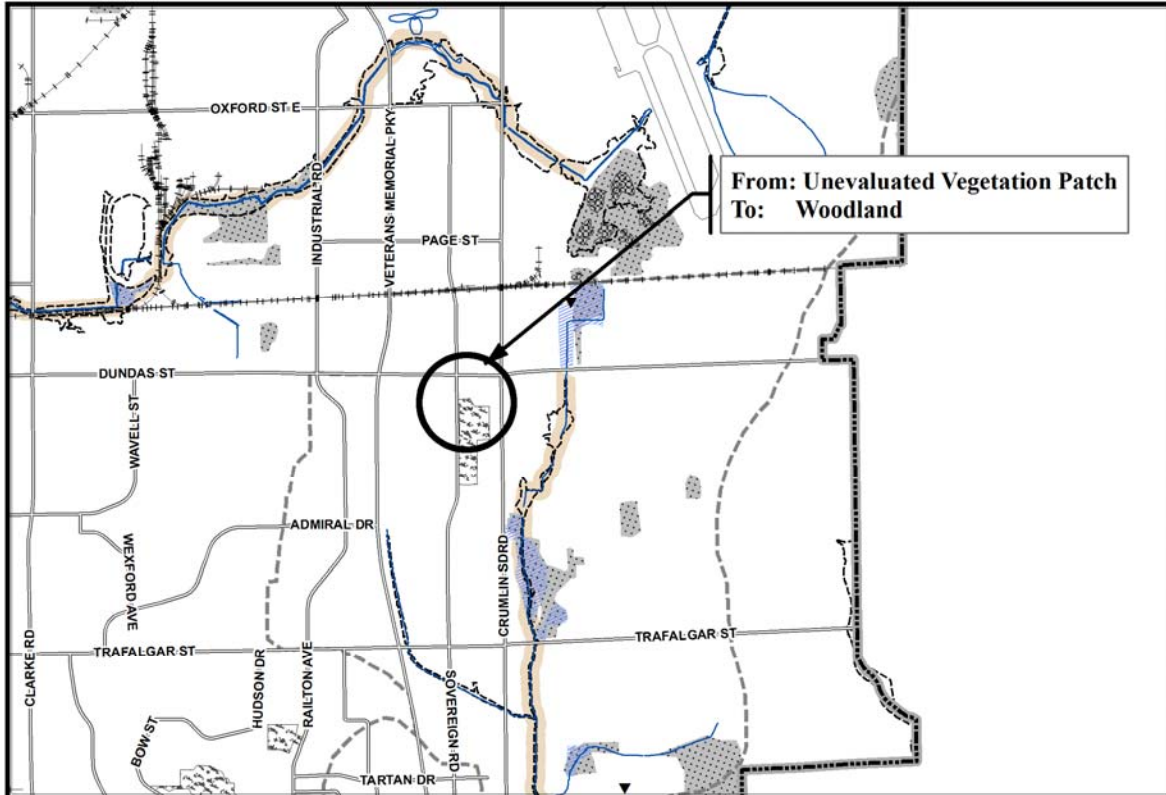 OXFORD ST E
INDUSTRIAL RD
VETERANS MEMORIAL PKY
From: Unevaluated Vegetation Patch
To: Woodland
PAGE ST
DUNDAS ST
WAVELL ST
ADMIRAL DR
WEXFORD AVE
CRUMLIN SDRD
CLARKE RD
TRAFALGAR ST
TRAFALGAR ST
HUDSON DR
RAILTON AVE
SOVEREIGN RD
BOW ST
TARTAN DR